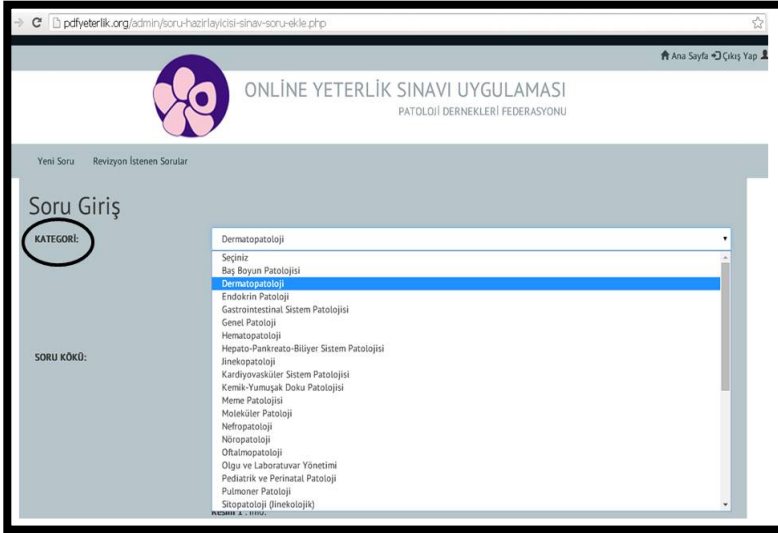 pdfyeterlik.org/admin/soru-hazirlayicisi-sinav-soru-ekle.php
Ana Sayfa Çıkış Yap
ONLİNE YETERLİK SINAVI UYGULAMASI
PATOLOJİ DERNEKLERİ FEDERASYONU
Yeni Soru Revizyon İstenen Sorular
Soru Giriş
KATEGORİ: Dermatopatoloji
Seçiniz
Baş Boyun Patolojisi
Dermatopatoloji
Endokrin Patoloji
Gastrointestinal Sistem Patolojisi
Genel Patoloji
Hematopatoloji
Hepato-Pankreato-Biliyer Sistem Patolojisi
SORU KÖKÜ:
Jinekopatoloji
Kardiyovasküler Sistem Patolojisi
Kemik-Yumuşak Doku Patolojisi
Meme Patolojisi
Moleküler Patoloji
Nefropatoloji
Nöropatoloji
Oftalmopatoloji
Olgu ve Laboratuvar Yönetimi
Pediatrik ve Perinatal Patoloji
Pulmoner Patoloji
Sitopatoloji (Jinekolojik)